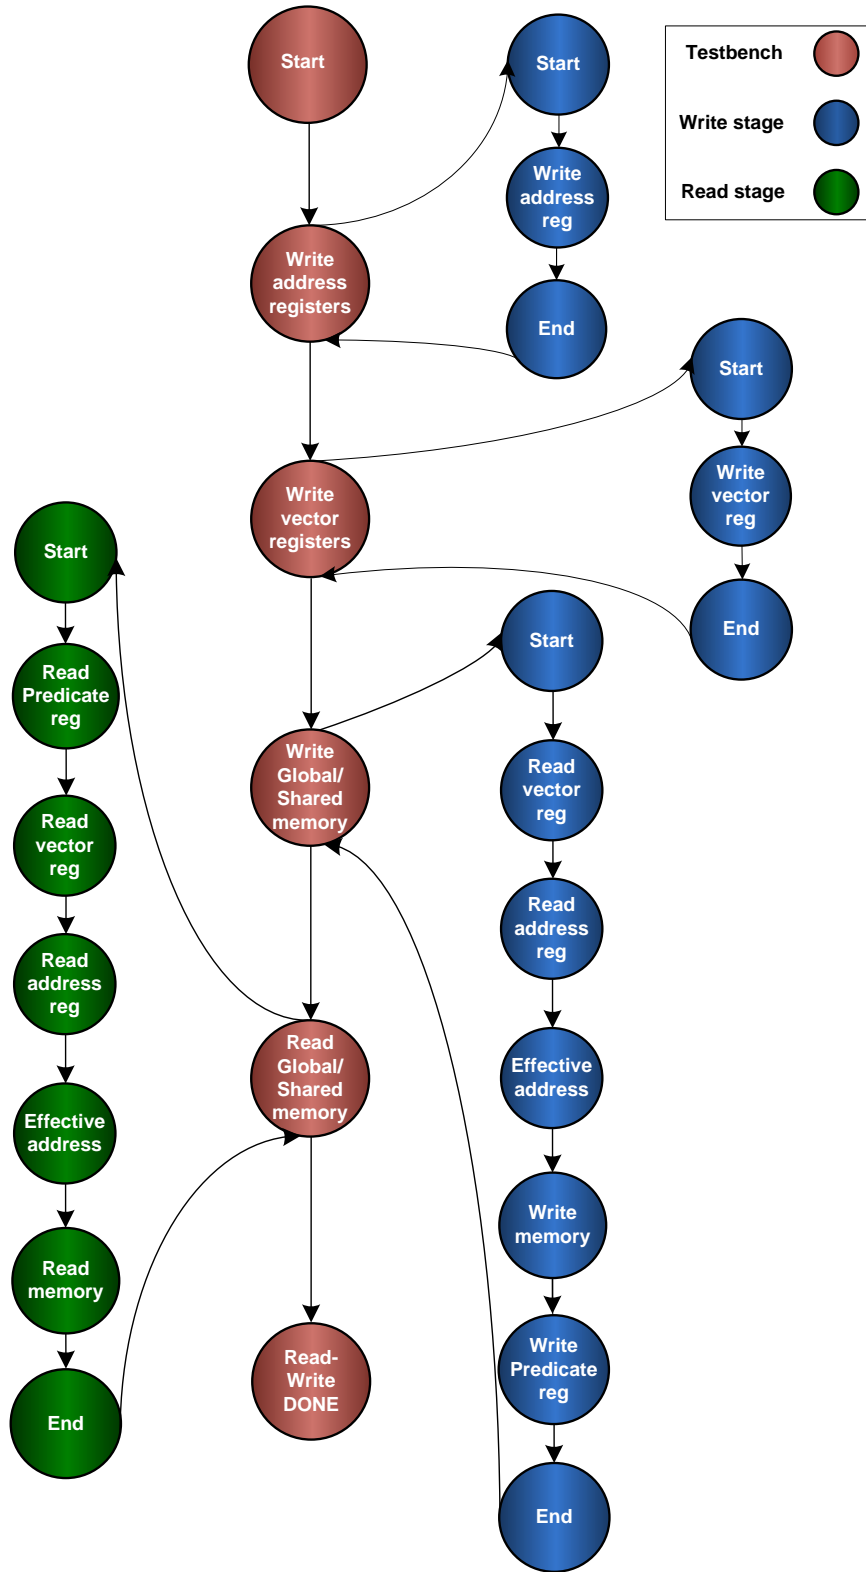 Start
Write
address
registers
Write
vector
registers
Write
Global/
Shared
memory
Read
Global/
Shared
memory
Read-
Write
DONE
Start
Write
address
reg
End
Start
Write
vector
reg
End
Start
Read
vector
reg
Read
address
reg
Effective
address
Write
memory
Write
Predicate
reg
End
Start
Read
Predicate
reg
Read
vector
reg
Read
address
reg
Effective
address
Read
memory
End
Testbench
Write stage
Read stage